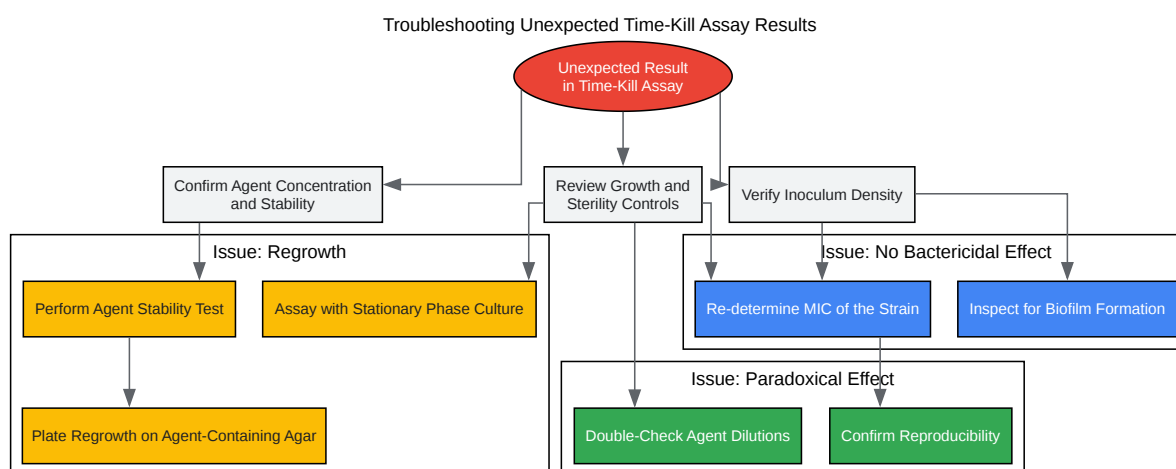 Troubleshooting Unexpected Time-Kill Assay Results
Unexpected Result
in Time-Kill Assay
Confirm Agent Concentration
and Stability
Review Growth and
Sterility Controls
Verify Inoculum Density
Issue: Regrowth
Issue: No Bactericidal Effect
Perform Agent Stability Test
Assay with Stationary Phase Culture
Re-determine MIC of the Strain
Inspect for Biofilm Formation
Issue: Paradoxical Effect
Plate Regrowth on Agent-Containing Agar
Double-Check Agent Dilutions
Confirm Reproducibility